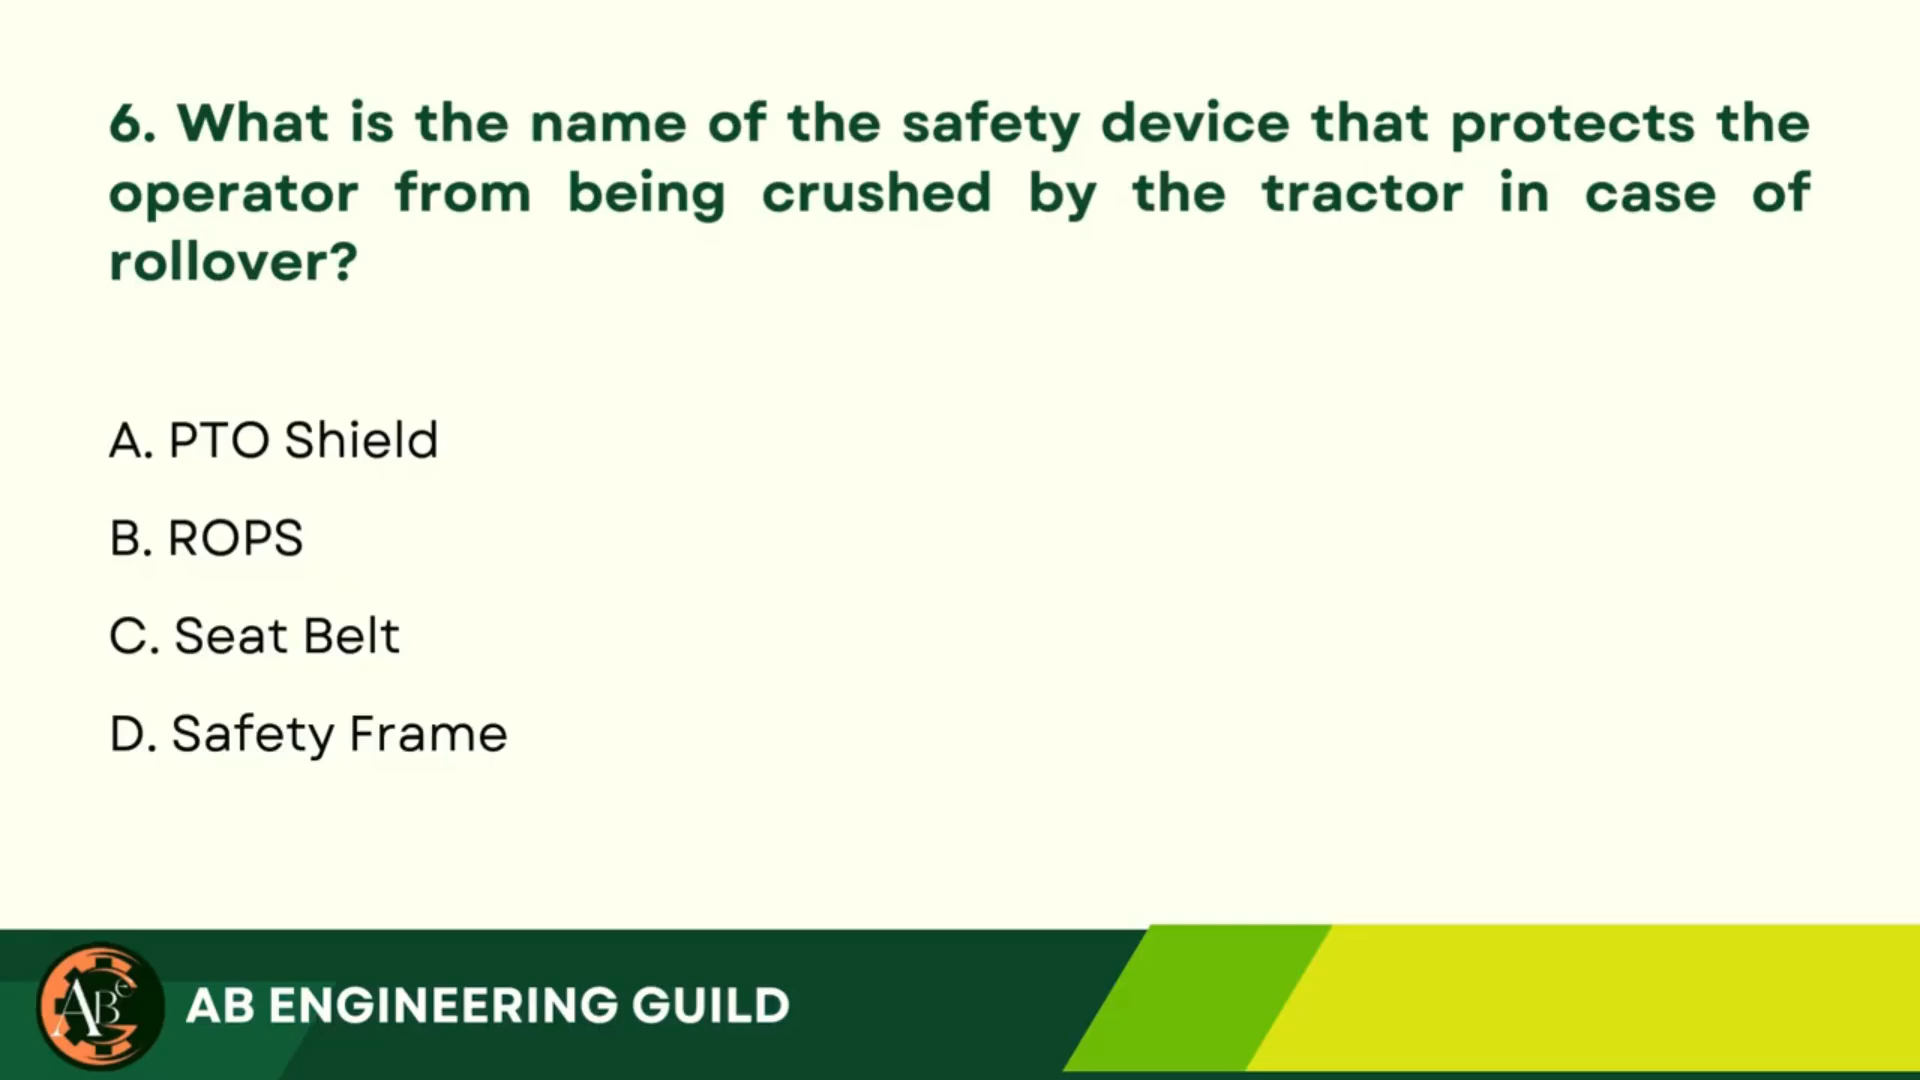 6. What is the name of the safety device that protects the
operator from being crushed by the tractor in case of
rollover?
A. PTO Shield
B. ROPS
C. Seat Belt
D. Safety Frame
ABe
AB ENGINEERING GUILD